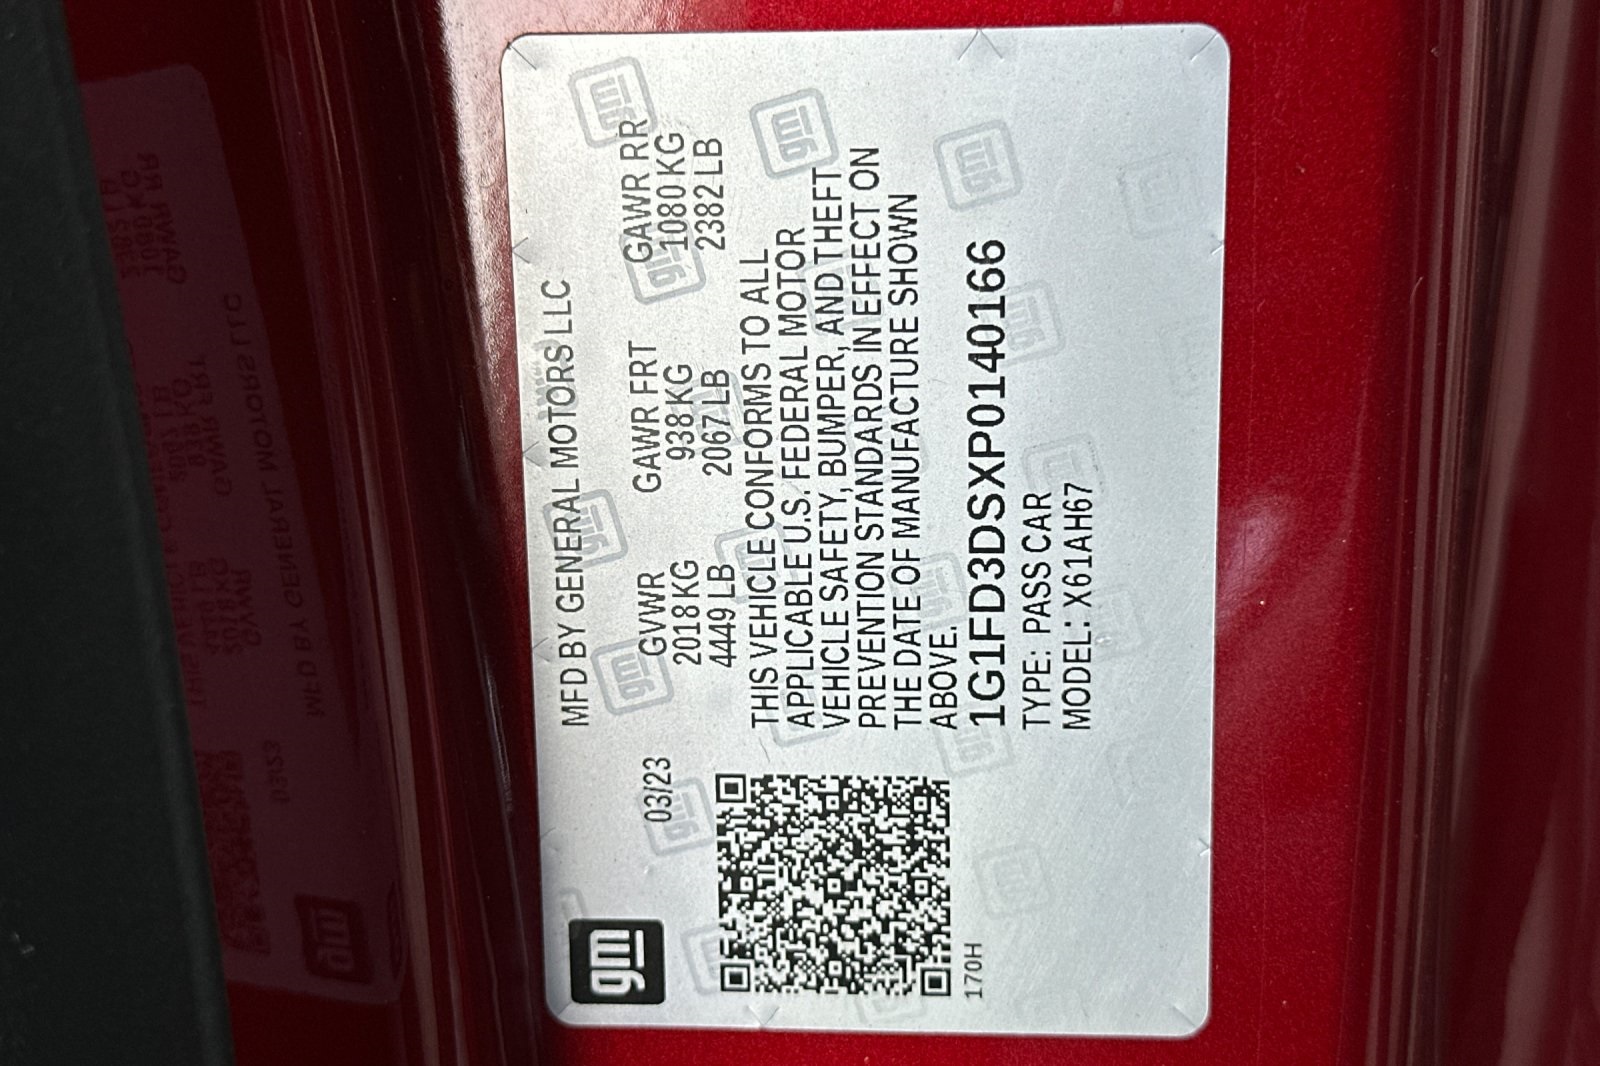 gm
MFD BY GENERAL MOTORS LLC
03/23
GVWR GAWR FRT GAWR RR
2018 KG 938 KG 1080 KG
4449 LB 2067 LB 2382 LB
THIS VEHICLE CONFORMS TO ALL
APPLICABLE U.S. FEDERAL MOTOR
VEHICLE SAFETY, BUMPER, AND THEFT
PREVENTION STANDARDS IN EFFECT ON
THE DATE OF MANUFACTURE SHOWN
ABOVE.
1G1FD3DSXP0140166
TYPE: PASS CAR
MODEL: X61AH67
170H